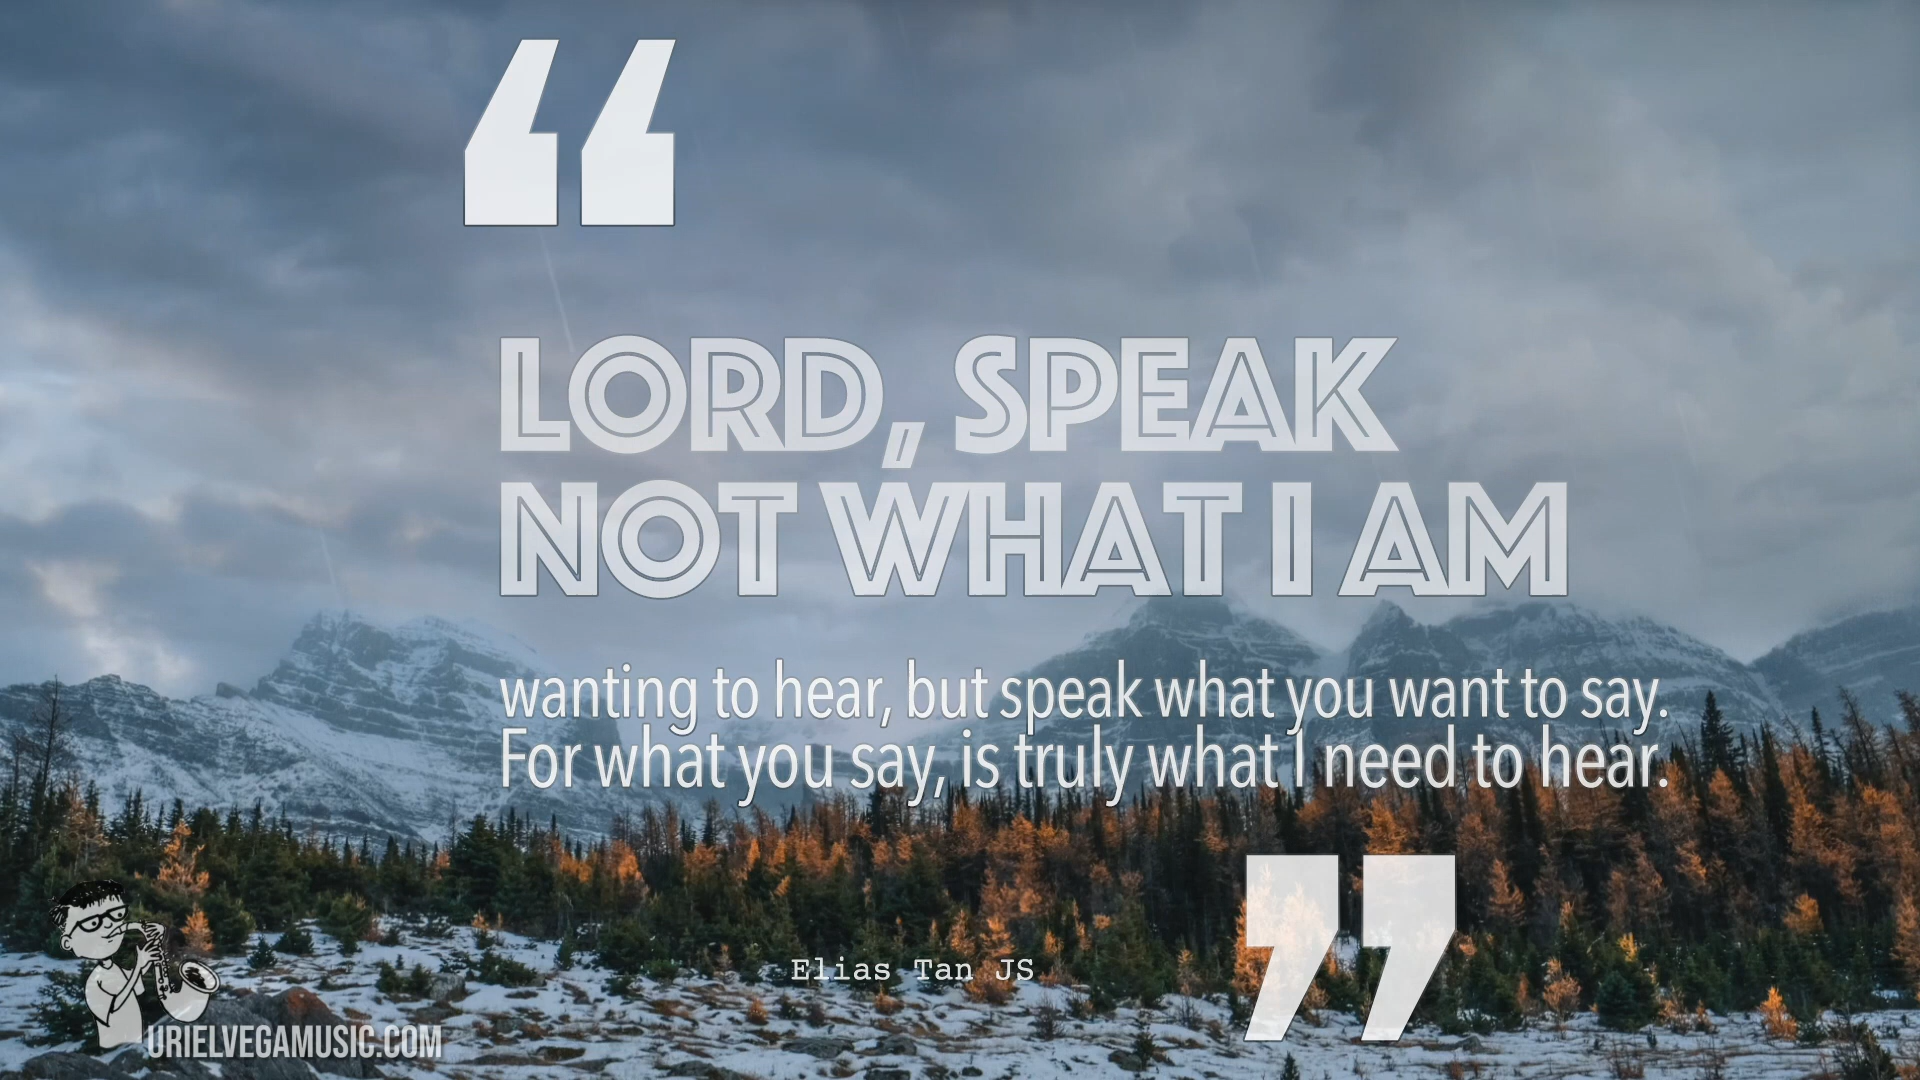 “
LORD, SPEAK
NOT WHAT I AM
wanting to hear, but speak what you want to say.
For what you say, is truly what I need to hear.
”
Elias Tan JS
URIELVEGAMUSIC.COM